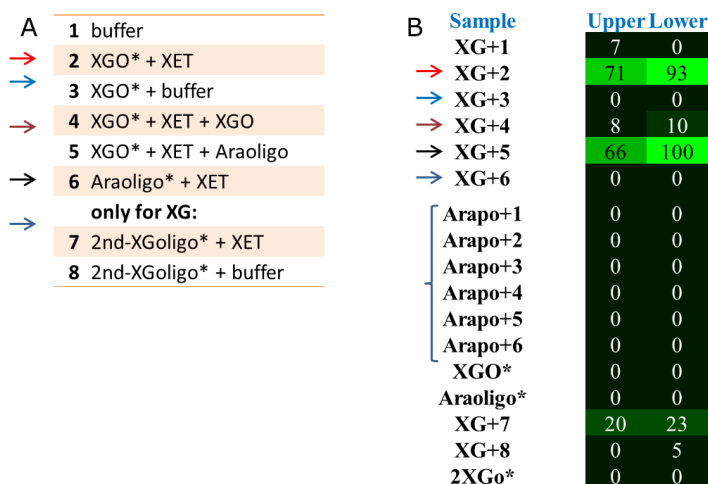 A
1 buffer
2 XGO* + XET
3 XGO* + buffer
4 XGO* + XET + XGO
5 XGO* + XET + Araoligo
6 Araoligo* + XET
only for XG:
7 2nd-XGoligo* + XET
8 2nd-XGoligo* + buffer
B
Sample Upper Lower
XG+1 7 0
XG+2 71 93
XG+3 0 0
XG+4 8 10
XG+5 66 100
XG+6 0 0
Arapo+1 0 0
Arapo+2 0 0
Arapo+3 0 0
Arapo+4 0 0
Arapo+5 0 0
Arapo+6 0 0
XGO* 0 0
Araoligo* 0 0
XG+7 20 23
XG+8 0 5
2XGo* 0 0